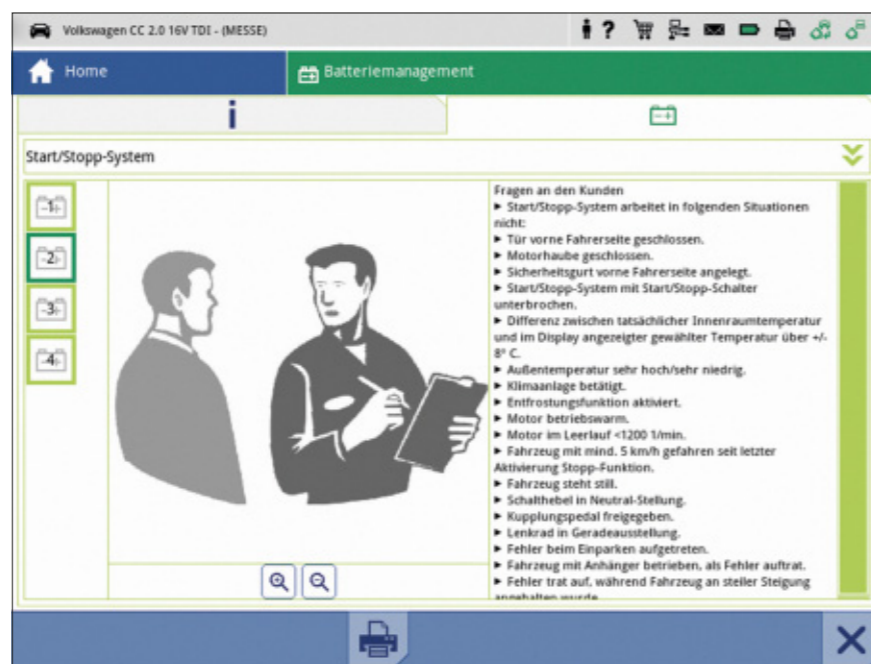 Volkswagen CC 2.0 16V TDI - (MESSE)
?
Home
Batteriemanagement
i
Start/Stopp-System
-1+
-2+
-3+
-4+
Fragen an den Kunden
► Start/Stopp-System arbeitet in folgenden Situationen
nicht:
► Tür vorne Fahrerseite geschlossen.
► Motorhaube geschlossen.
► Sicherheitsgurt vorne Fahrerseite angelegt.
► Start/Stopp-System mit Start/Stopp-Schalter
unterbrochen.
► Differenz zwischen tatsächlicher Innenraumtemperatur
und im Display angezeigter gewählter Temperatur über +/-
8° C.
► Außentemperatur sehr hoch/sehr niedrig.
► Klimaanlage betätigt.
► Entfrostungsfunktion aktiviert.
► Motor betriebswarm.
► Motor im Leerlauf <1200 1/min.
► Fahrzeug mit mind. 5 km/h gefahren seit letzter
Aktivierung Stopp-Funktion.
► Fahrzeug steht still.
► Schalthebel in Neutral-Stellung.
► Kupplungspedal freigegeben.
► Lenkrad in Geradeausstellung.
► Fehler beim Einparken aufgetreten.
► Fahrzeug mit Anhänger betrieben, als Fehler auftrat.
► Fehler trat auf, während Fahrzeug an steiler Steigung
angehalten wurde